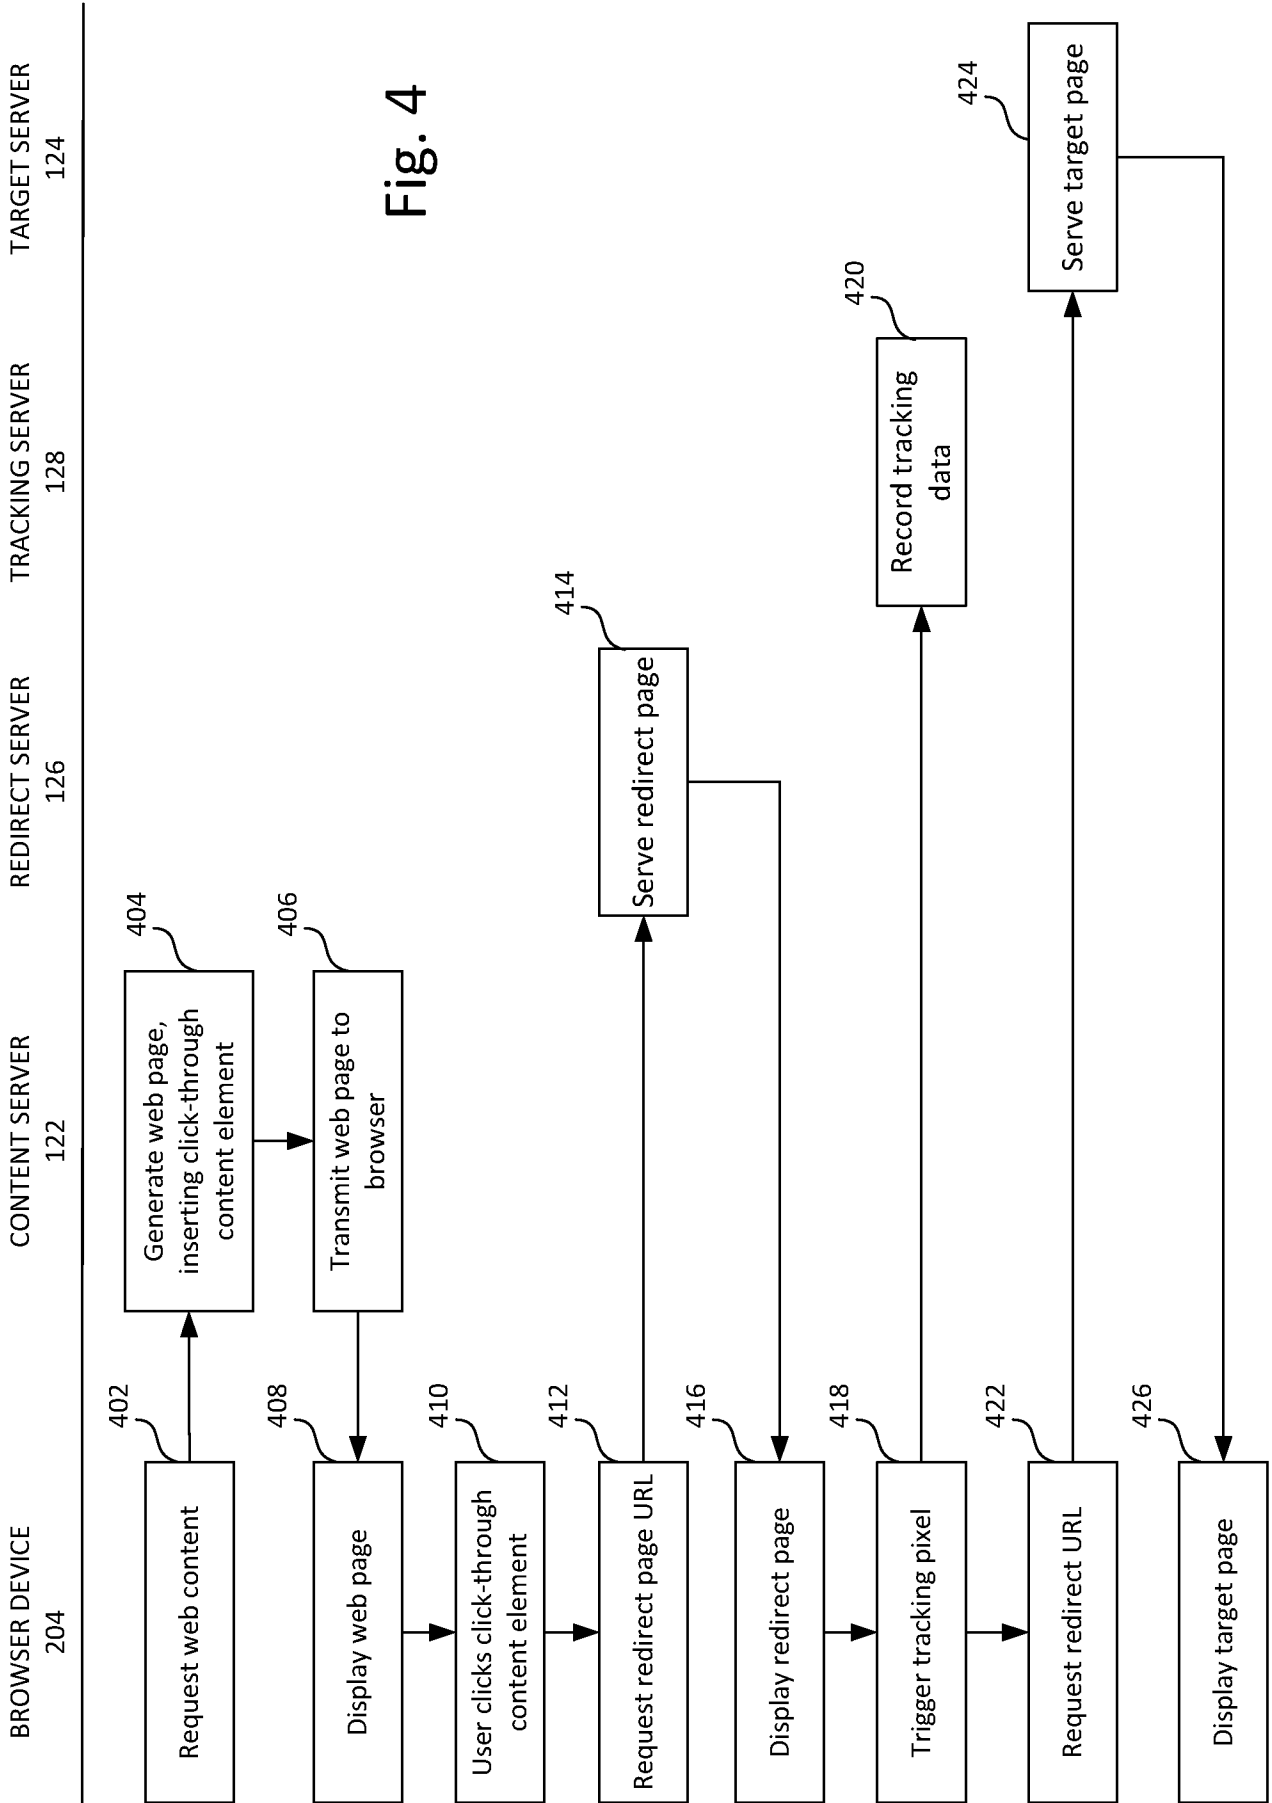 BROWSER DEVICE
204
CONTENT SERVER
122
REDIRECT SERVER
126
TRACKING SERVER
128
TARGET SERVER
124
402
Request web content
404
Generate web page,
inserting click-through
content element
406
Transmit web page to
browser
408
Display web page
410
User clicks click-through
content element
412
Request redirect page URL
414
Serve redirect page
416
Display redirect page
418
Trigger tracking pixel
420
Record tracking
data
422
Request redirect URL
424
Serve target page
426
Display target page
Fig. 4